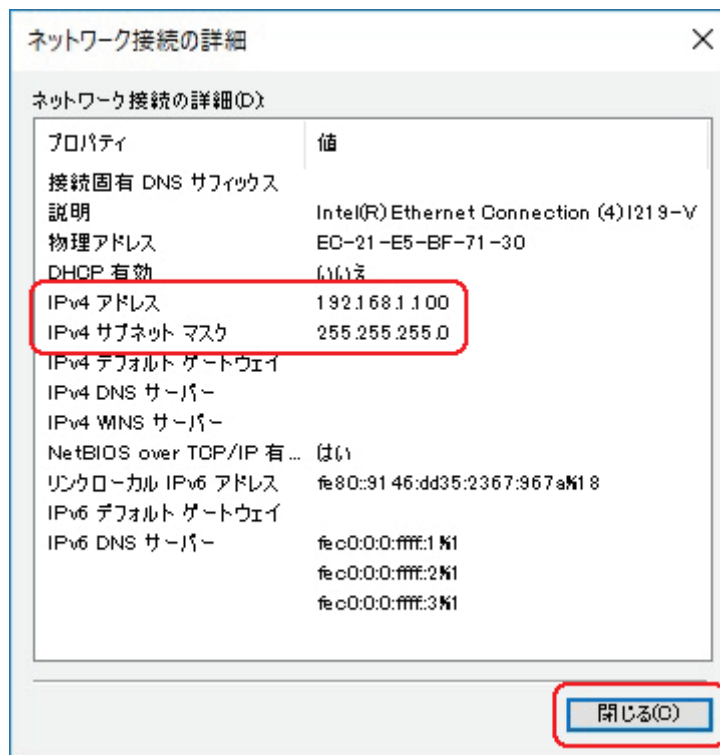 ネットワーク接続の詳細
ネットワーク接続の詳細(D):
プロパティ 値
接続固有 DNS サフィックス
説明 Intel(R) Ethernet Connection (4) I219-V
物理アドレス EC-21-E5-BF-71-30
DHCP 有効 いいえ
IPv4 アドレス 192.168.1.100
IPv4 サブネット マスク 255.255.255.0
IPv4 デフォルト ゲートウェイ
IPv4 DNS サーバー
IPv4 WINS サーバー
NetBIOS over TCP/IP 有... はい
リンクローカル IPv6 アドレス fe80::9146:dd35:2367:967a%18
IPv6 デフォルト ゲートウェイ
IPv6 DNS サーバー fec0:0:0:ffff::1%1
fec0:0:0:ffff::2%1
fec0:0:0:ffff::3%1
閉じる(C)